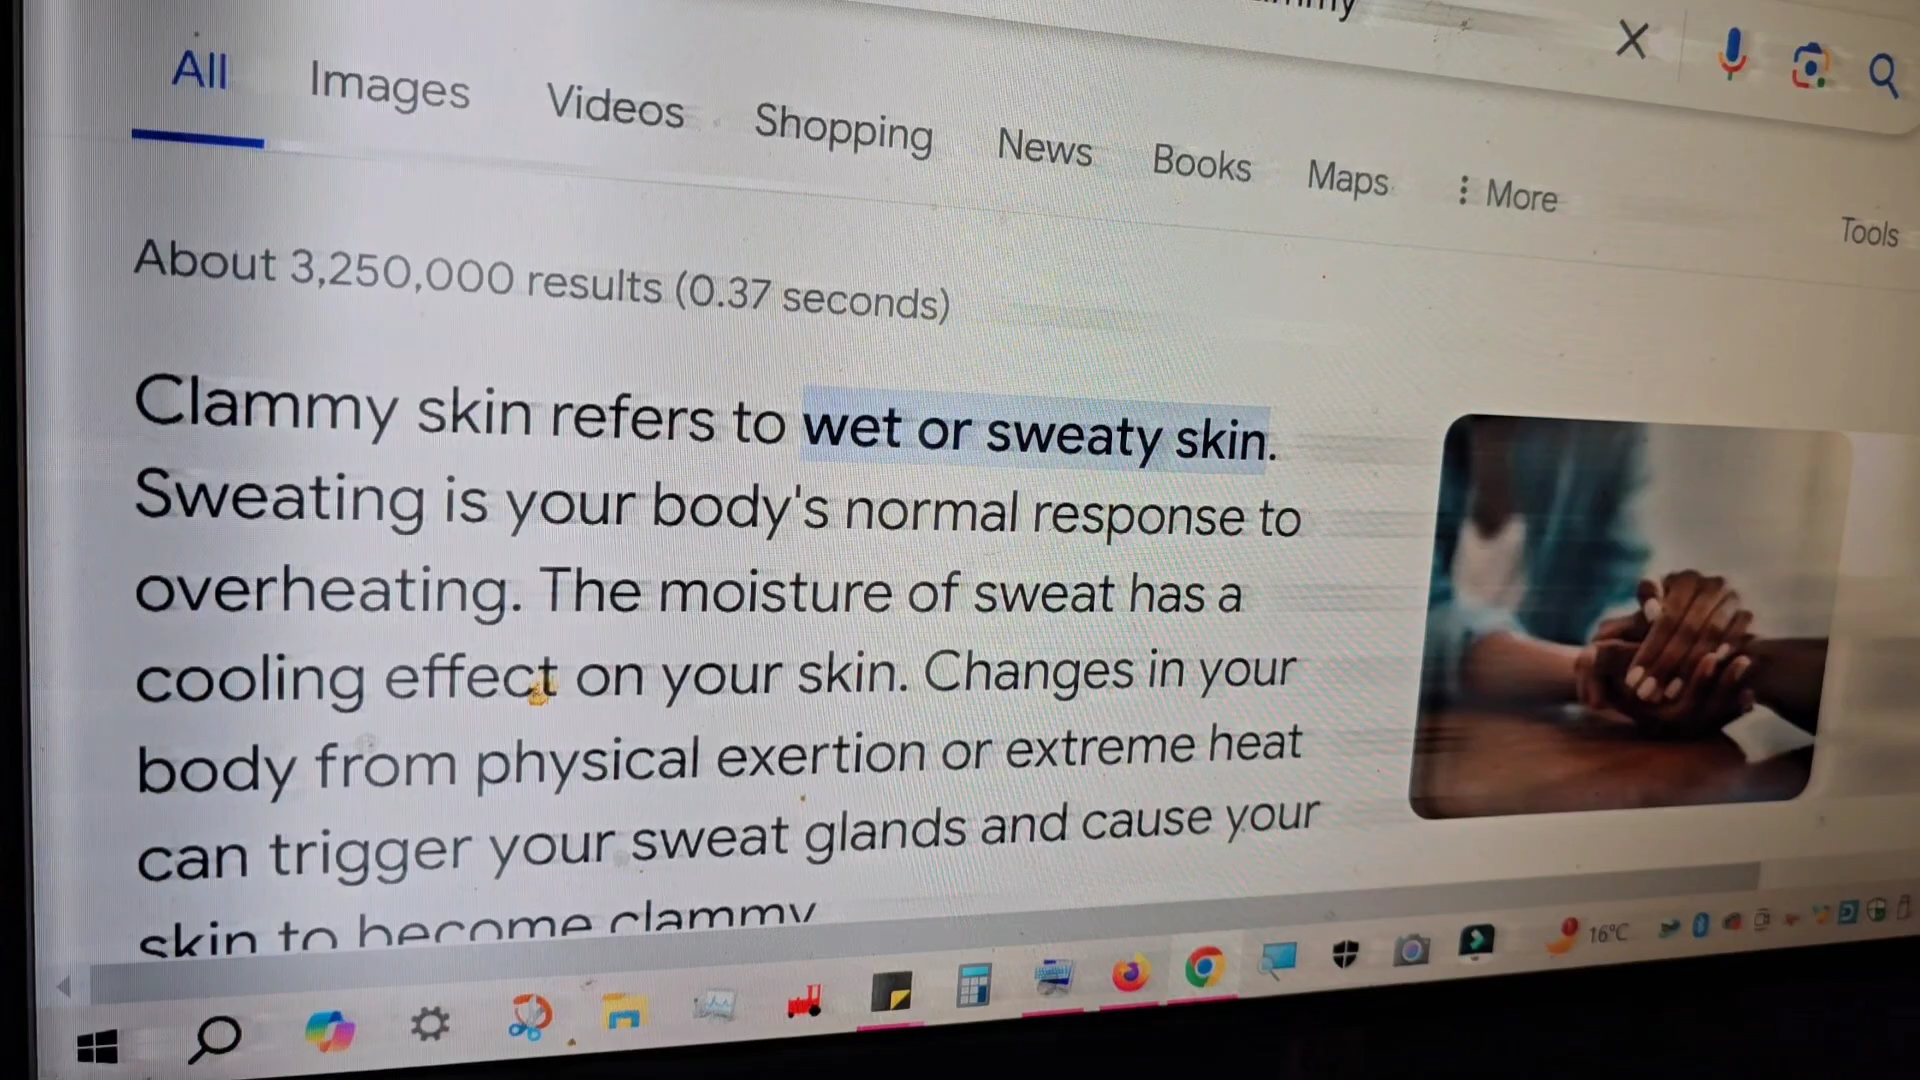 All Images Videos Shopping News Books Maps More
Tools
About 3,250,000 results (0.37 seconds)
Clammy skin refers to wet or sweaty skin.
Sweating is your body's normal response to
overheating. The moisture of sweat has a
cooling effect on your skin. Changes in your
body from physical exertion or extreme heat
can trigger your sweat glands and cause your
skin to become clammy
16°C